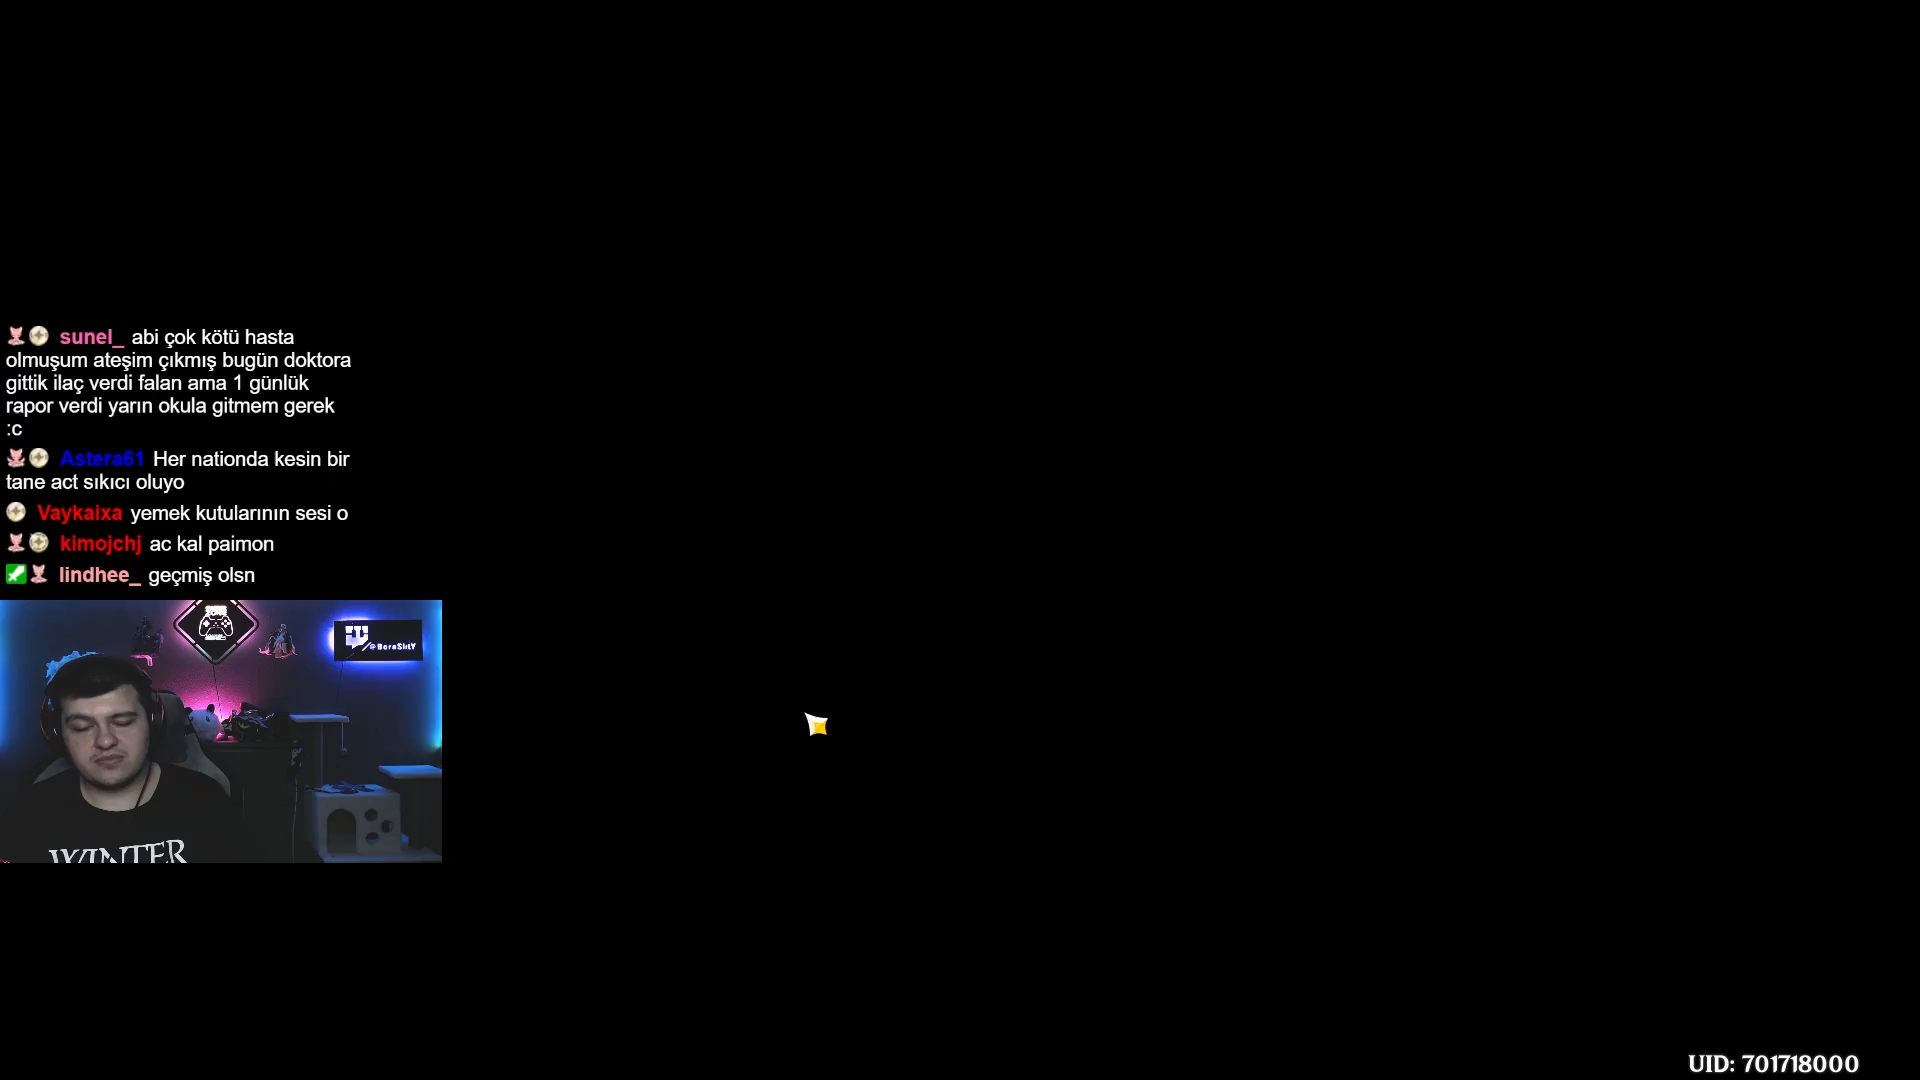 sunel_ abi çok kötü hasta
olmuşum ateşim çıkmış bugün doktora
gittik ilaç verdi falan ama 1 günlük
rapor verdi yarın okula gitmem gerek
:c
Astera61 Her nationda kesin bir
tane act sıkıcı oluyo
Vaykaixa yemek kutularının sesi o
kimojchj ac kal paimon
lindhee_ geçmiş olsn
@BoraSlitY
WINTER
UID: 701718000